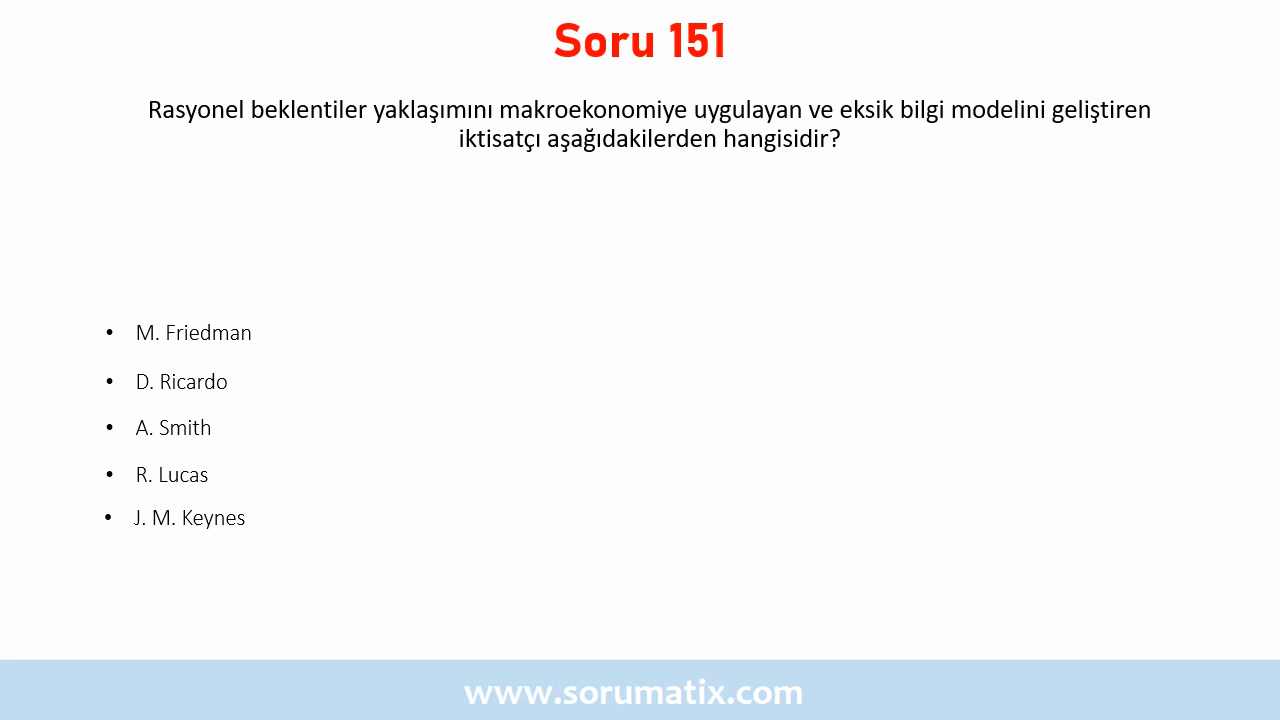 Soru 151
Rasyonel beklentiler yaklaşımını makroekonomiye uygulayan ve eksik bilgi modelini geliştiren
iktisatçı aşağıdakilerden hangisidir?
• M. Friedman
• D. Ricardo
• A. Smith
• R. Lucas
• J. M. Keynes
www.sorumatix.com